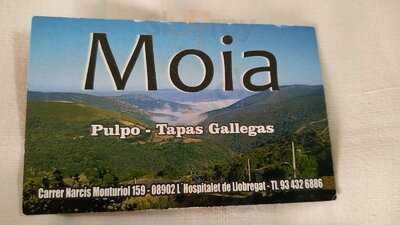 Moia
Pulpo - Tapas Gallegas
Carrer Narcis Monturiol 159 - 08902 L´Hospitalet de Llobregat - TL 93 432 6886